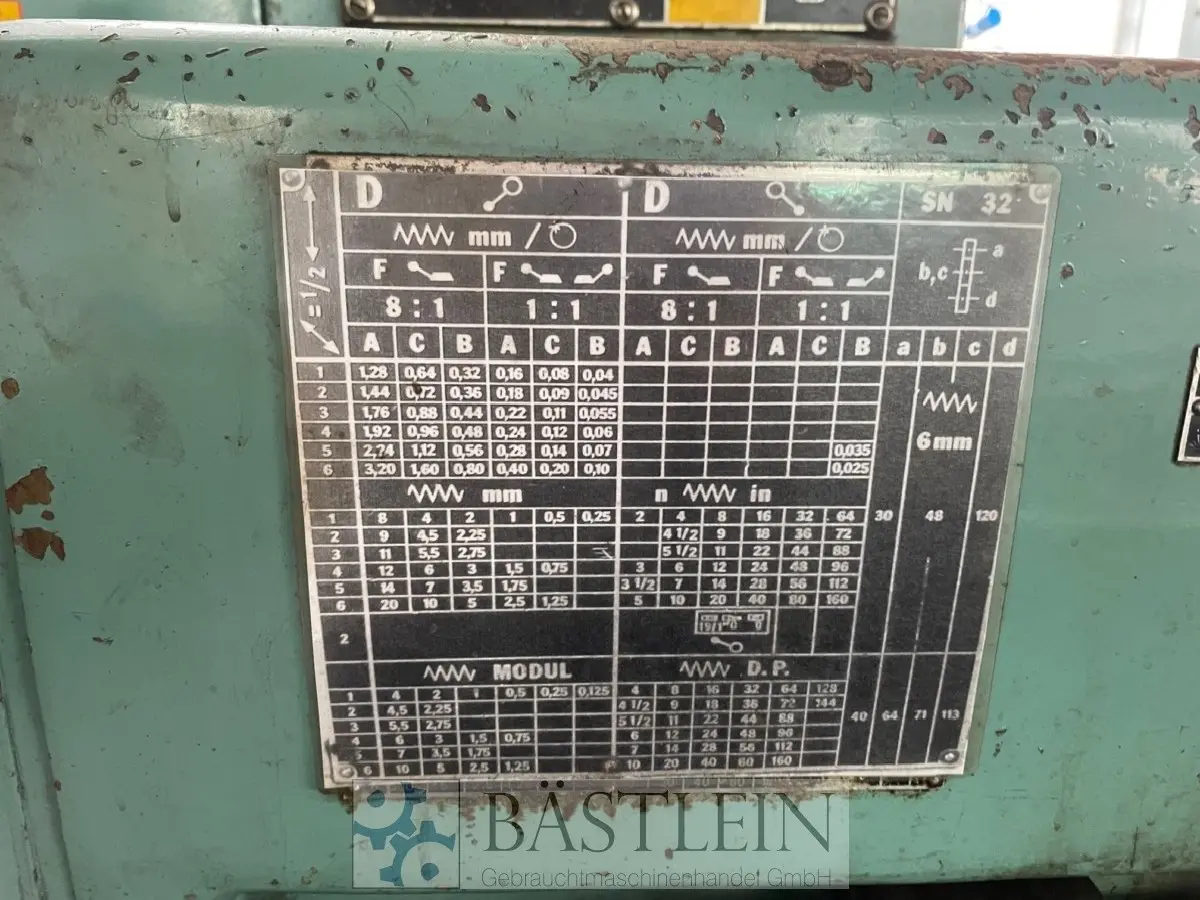 D D SN 32
mm / mm / a
=1/2 F F F F b,c
8:1 1:1 8:1 1:1 d
A C B A C B A C B A C B a b c d
1 1,28 0,64 0,32 0,16 0,08 0,04
2 1,44 0,72 0,36 0,18 0,09 0,045
3 1,76 0,88 0,44 0,22 0,11 0,055
4 1,92 0,96 0,48 0,24 0,12 0,06 6mm
5 2,24 1,12 0,56 0,28 0,14 0,07 0,035
6 3,20 1,60 0,80 0,40 0,20 0,10 0,025
mm n in
1 8 4 2 1 0,5 0,25 2 4 8 16 32 64 30 48 120
2 9 4,5 2,25 4 1/2 9 18 36 72
3 11 5,5 2,75 5 1/2 11 22 44 88
4 12 6 3 1,5 0,75 3 6 12 24 48 96
5 14 7 3,5 1,75 3 1/2 7 14 28 56 112
6 20 10 5 2,5 1,25 5 10 20 40 80 160
2
MODUL D.P.
1 4 2 1 0,5 0,25 0,125 4 8 16 32 64 128
2 4,5 2,25 4 1/2 9 18 36 72 144
3 5,5 2,75 5 1/2 11 22 44 88 40 64 71 113
4 6 3 1,5 0,75 6 12 24 48 96
5 7 3,5 1,75 7 14 28 56 112
6 10 5 2,5 1,25 10 20 40 80 160
BÄSTLEIN
Gebrauchtmaschinenhandel GmbH